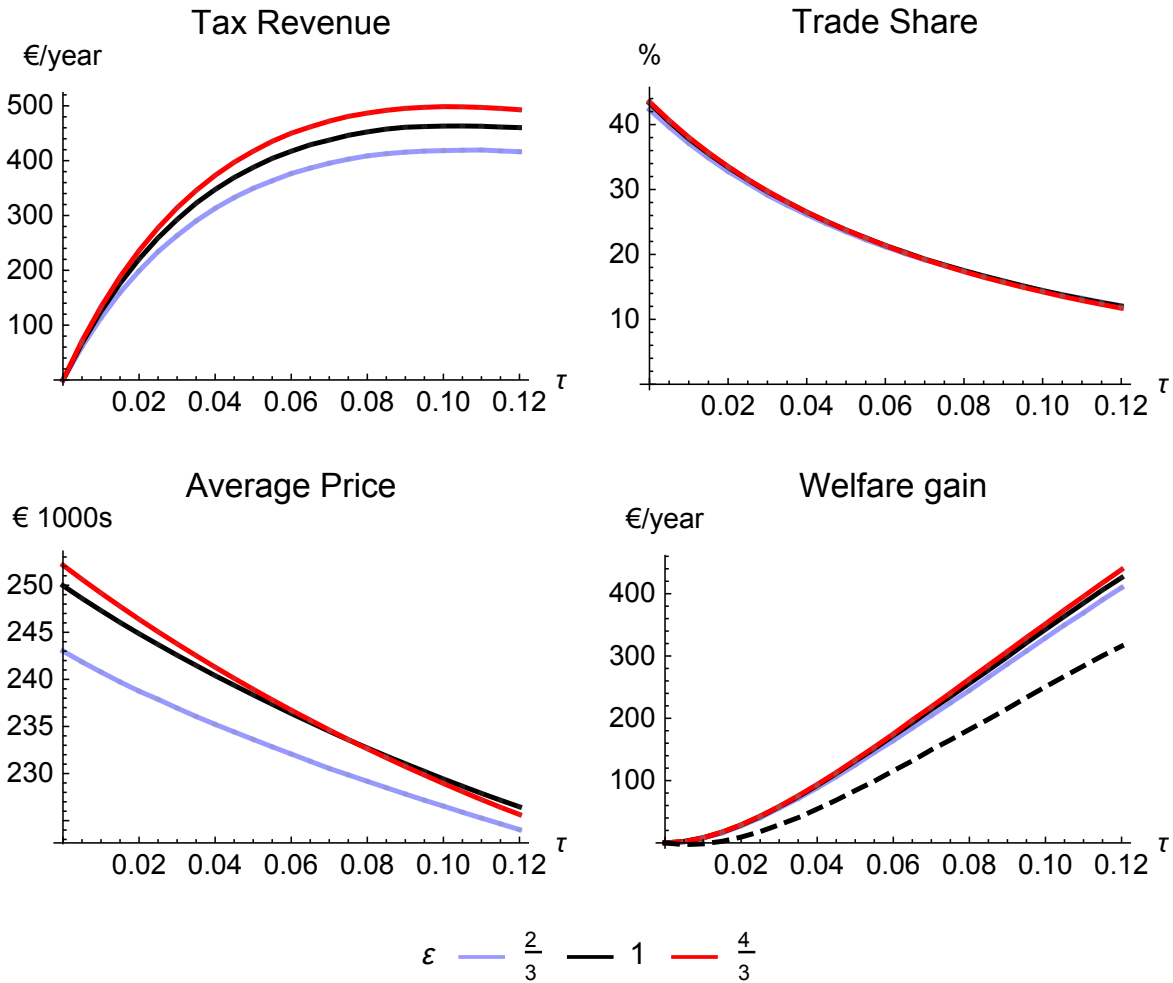 Tax Revenue
€/year
500
400
300
200
100
0.02 0.04 0.06 0.08 0.10 0.12
τ
Trade Share
%
40
30
20
10
0.02 0.04 0.06 0.08 0.10 0.12
τ
Average Price
€ 1000s
250
245
240
235
230
0.02 0.04 0.06 0.08 0.10 0.12
τ
Welfare gain
€/year
400
300
200
100
0.02 0.04 0.06 0.08 0.10 0.12
τ
ε 2/3 1 4/3